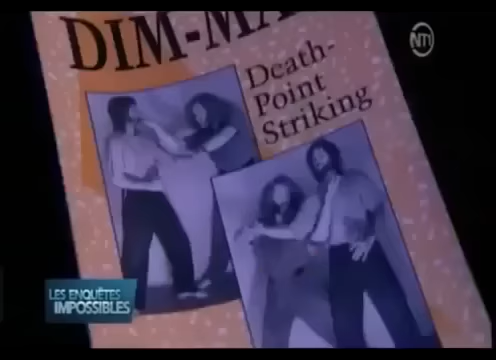 DIM-MA
NT1
Death-
Point
Striking
LES ENQUÊTES
IMPOSSIBLES